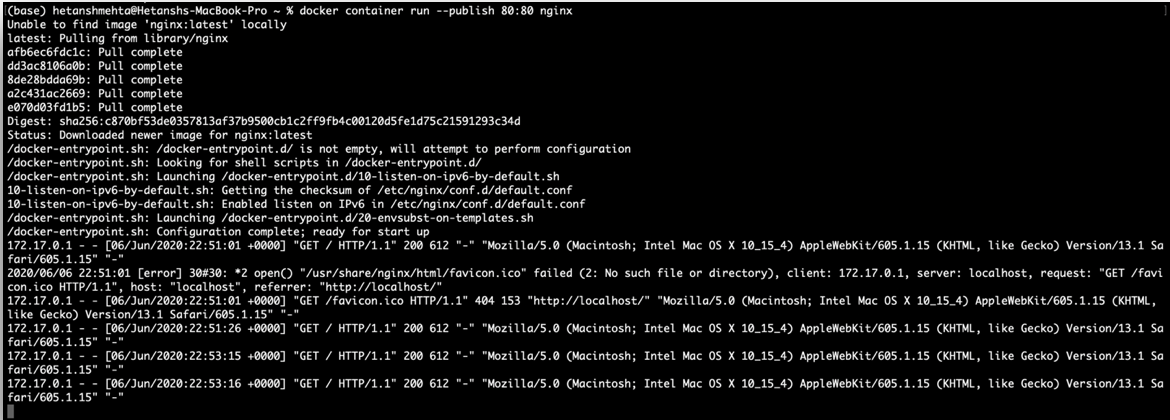 (base) hetanshmehta@Hetanshs-MacBook-Pro ~ % docker container run --publish 80:80 nginx
Unable to find image 'nginx:latest' locally
latest: Pulling from library/nginx
afb6ec6fdc1c: Pull complete
dd3ac8106a0b: Pull complete
8de28bdda69b: Pull complete
a2c431ac2669: Pull complete
e070d03fd1b5: Pull complete
Digest: sha256:c870bf53de0357813af37b9500cb1c2ff9fb4c00120d5fe1d75c21591293c34d
Status: Downloaded newer image for nginx:latest
/docker-entrypoint.sh: /docker-entrypoint.d/ is not empty, will attempt to perform configuration
/docker-entrypoint.sh: Looking for shell scripts in /docker-entrypoint.d/
/docker-entrypoint.sh: Launching /docker-entrypoint.d/10-listen-on-ipv6-by-default.sh
10-listen-on-ipv6-by-default.sh: Getting the checksum of /etc/nginx/conf.d/default.conf
10-listen-on-ipv6-by-default.sh: Enabled listen on IPv6 in /etc/nginx/conf.d/default.conf
/docker-entrypoint.sh: Launching /docker-entrypoint.d/20-envsubst-on-templates.sh
/docker-entrypoint.sh: Configuration complete; ready for start up
172.17.0.1 - - [06/Jun/2020:22:51:01 +0000] "GET / HTTP/1.1" 200 612 "-" "Mozilla/5.0 (Macintosh; Intel Mac OS X 10_15_4) AppleWebKit/605.1.15 (KHTML, like Gecko) Version/13.1 Sa
fari/605.1.15" "-"
2020/06/06 22:51:01 [error] 30#30: *2 open() "/usr/share/nginx/html/favicon.ico" failed (2: No such file or directory), client: 172.17.0.1, server: localhost, request: "GET /favi
con.ico HTTP/1.1", host: "localhost", referrer: "http://localhost/"
172.17.0.1 - - [06/Jun/2020:22:51:01 +0000] "GET /favicon.ico HTTP/1.1" 404 153 "http://localhost/" "Mozilla/5.0 (Macintosh; Intel Mac OS X 10_15_4) AppleWebKit/605.1.15 (KHTML,
like Gecko) Version/13.1 Safari/605.1.15" "-"
172.17.0.1 - - [06/Jun/2020:22:51:26 +0000] "GET / HTTP/1.1" 200 612 "-" "Mozilla/5.0 (Macintosh; Intel Mac OS X 10_15_4) AppleWebKit/605.1.15 (KHTML, like Gecko) Version/13.1 Sa
fari/605.1.15" "-"
172.17.0.1 - - [06/Jun/2020:22:53:15 +0000] "GET / HTTP/1.1" 200 612 "-" "Mozilla/5.0 (Macintosh; Intel Mac OS X 10_15_4) AppleWebKit/605.1.15 (KHTML, like Gecko) Version/13.1 Sa
fari/605.1.15" "-"
172.17.0.1 - - [06/Jun/2020:22:53:16 +0000] "GET / HTTP/1.1" 200 612 "-" "Mozilla/5.0 (Macintosh; Intel Mac OS X 10_15_4) AppleWebKit/605.1.15 (KHTML, like Gecko) Version/13.1 Sa
fari/605.1.15" "-"